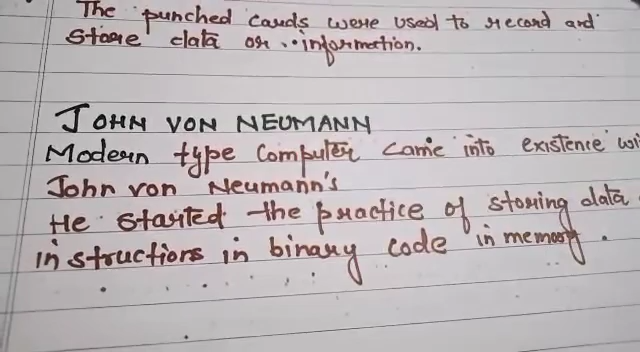 The punched cards were used to record and
Store data or information.
JOHN VON NEUMANN
Modern type Computer came into existence
John von Neumann's
He started the practice of storing data
instructions in binary code in memory.